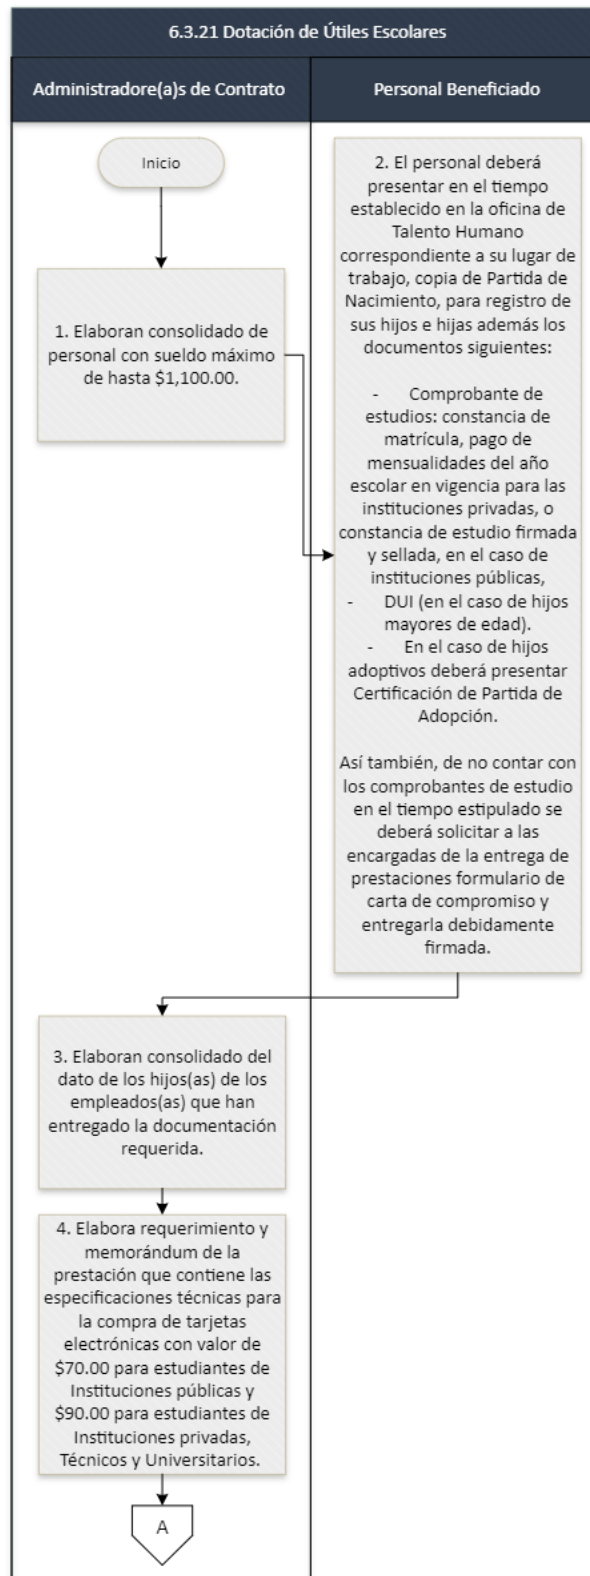 6.3.21 Dotación de Útiles Escolares
Administradore(a)s de Contrato
Personal Beneficiado
Inicio
1. Elaboran consolidado de
personal con sueldo máximo
de hasta $1,100.00.
2. El personal deberá
presentar en el tiempo
establecido en la oficina de
Talento Humano
correspondiente a su lugar de
trabajo, copia de Partida de
Nacimiento, para registro de
sus hijos e hijas además los
documentos siguientes:
- Comprobante de
estudios: constancia de
matrícula, pago de
mensualidades del año
escolar en vigencia para las
instituciones privadas, o
constancia de estudio firmada
y sellada, en el caso de
instituciones públicas,
- DUI (en el caso de hijos
mayores de edad).
- En el caso de hijos
adoptivos deberá presentar
Certificación de Partida de
Adopción.
Así también, de no contar con
los comprobantes de estudio
en el tiempo estipulado se
deberá solicitar a las
encargadas de la entrega de
prestaciones formulario de
carta de compromiso y
entregarla debidamente
firmada.
3. Elaboran consolidado del
dato de los hijos(as) de los
empleados(as) que han
entregado la documentación
requerida.
4. Elabora requerimiento y
memorándum de la
prestación que contiene las
especificaciones técnicas para
la compra de tarjetas
electrónicas con valor de
$70.00 para estudiantes de
Instituciones públicas y
$90.00 para estudiantes de
Instituciones privadas,
Técnicos y Universitarios.
A